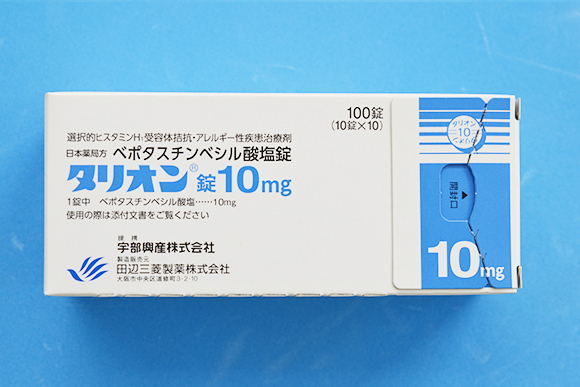 100錠
(10錠×10)
選択的ヒスタミンH₁受容体拮抗・アレルギー性疾患治療剤
日本薬局方 ベポタスチンベシル酸塩錠
タリオン®錠10mg
1錠中 ベポタスチンベシル酸塩……10mg
使用の際は添付文書をご覧ください
提携
宇部興産株式会社
製造販売元
田辺三菱製薬株式会社
大阪市中央区道修町3-2-10
タリオン
10
開封口
10mg